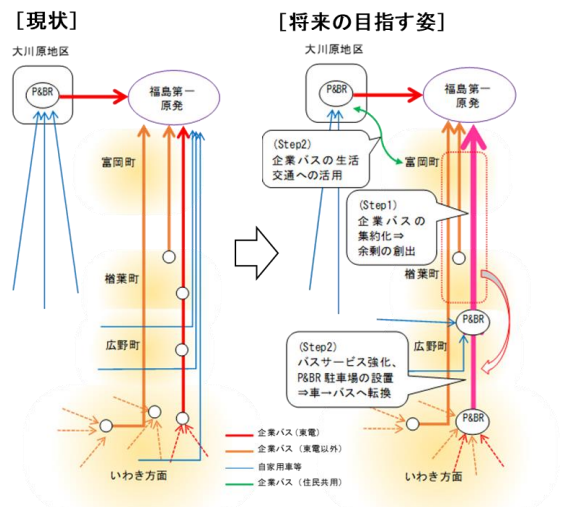 ［現状］
大川原地区
P&BR
福島第一
原発
富岡町
楢葉町
広野町
いわき方面
企業バス（東電）
企業バス（東電以外）
自家用車等
企業バス（住民共用）
［将来の目指す姿］
大川原地区
P&BR
福島第一
原発
(Step2)
企業バスの生活
交通への活用
富岡町
(Step1)
企業バスの
集約化⇒
余剰の創出
楢葉町
P&BR
広野町
(Step2)
バスサービス強化、
P&BR 駐車場の設置
⇒車→バスへ転換
P&BR
いわき方面